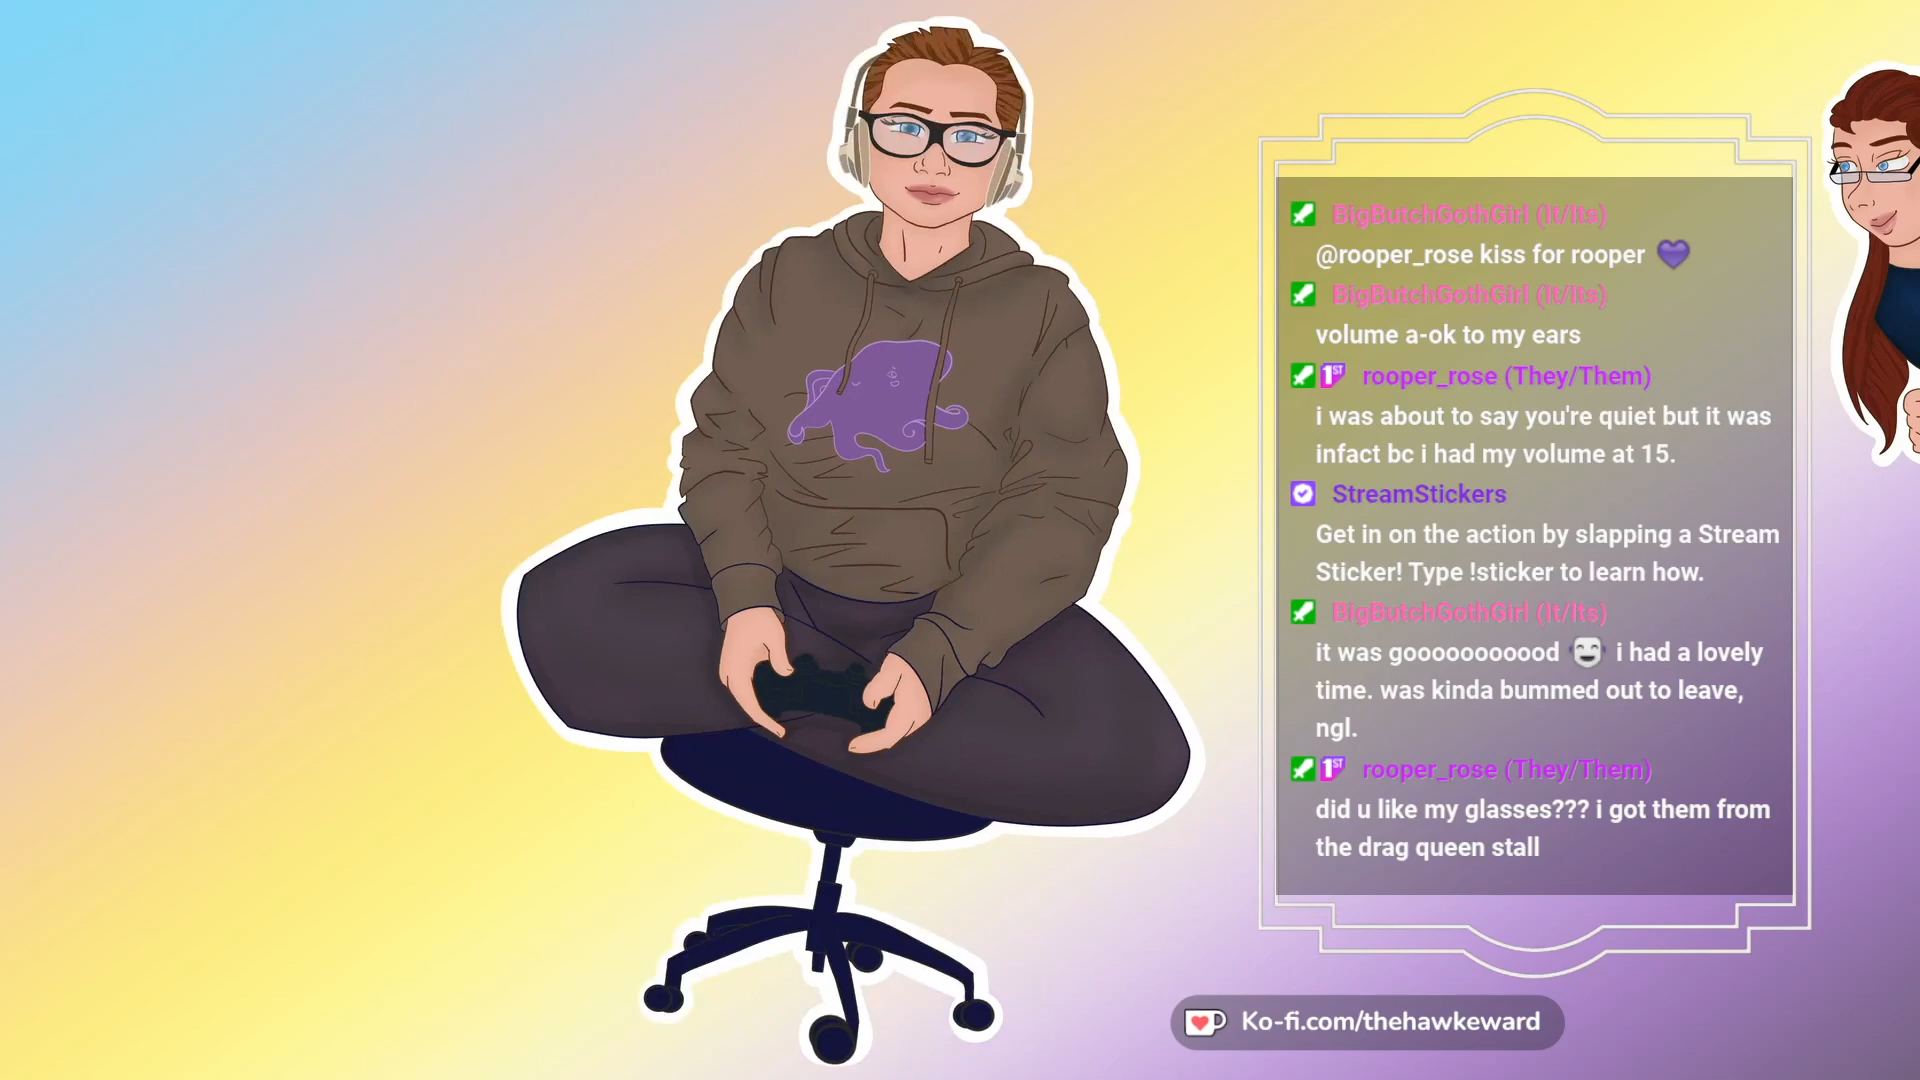 BigButchGothGirl (It/Its)
@rooper_rose kiss for rooper
BigButchGothGirl (It/Its)
volume a-ok to my ears
1ST rooper_rose (They/Them)
i was about to say you're quiet but it was
infact bc i had my volume at 15.
StreamStickers
Get in on the action by slapping a Stream
Sticker! Type !sticker to learn how.
BigButchGothGirl (It/Its)
it was gooooooooood i had a lovely
time. was kinda bummed out to leave,
ngl.
1ST rooper_rose (They/Them)
did u like my glasses??? i got them from
the drag queen stall
Ko-fi.com/thehawkeward